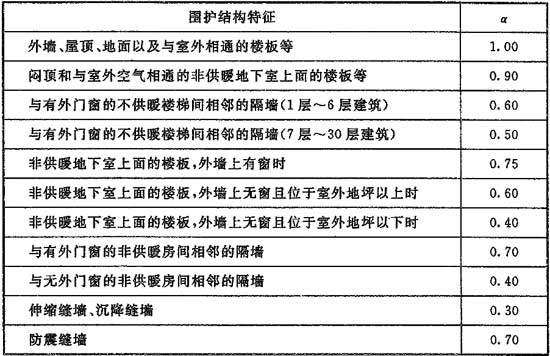 围护结构特征 α
外墙、屋顶、地面以及与室外相通的楼板等 1.00
闷顶和与室外空气相通的非供暖地下室上面的楼板等 0.90
与有外门窗的不供暖楼梯间相邻的隔墙(1层～6层建筑) 0.60
与有外门窗的不供暖楼梯间相邻的隔墙(7层～30层建筑) 0.50
非供暖地下室上面的楼板,外墙上有窗时 0.75
非供暖地下室上面的楼板,外墙上无窗且位于室外地坪以上时 0.60
非供暖地下室上面的楼板,外墙上无窗且位于室外地坪以下时 0.40
与有外门窗的非供暖房间相邻的隔墙 0.70
与无外门窗的非供暖房间相邻的隔墙 0.40
伸缩缝墙、沉降缝墙 0.30
防震缝墙 0.70